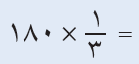 ۱۸۰ × ۱/۳ =